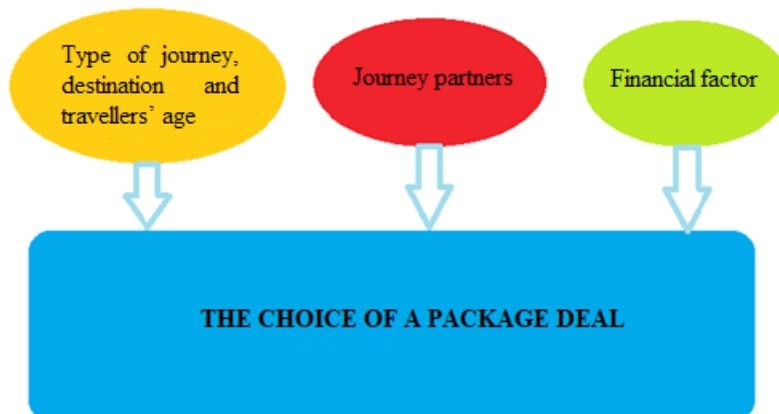 Type of journey,
destination and
travellers’ age
Journey partners
Financial factor
THE CHOICE OF A PACKAGE DEAL